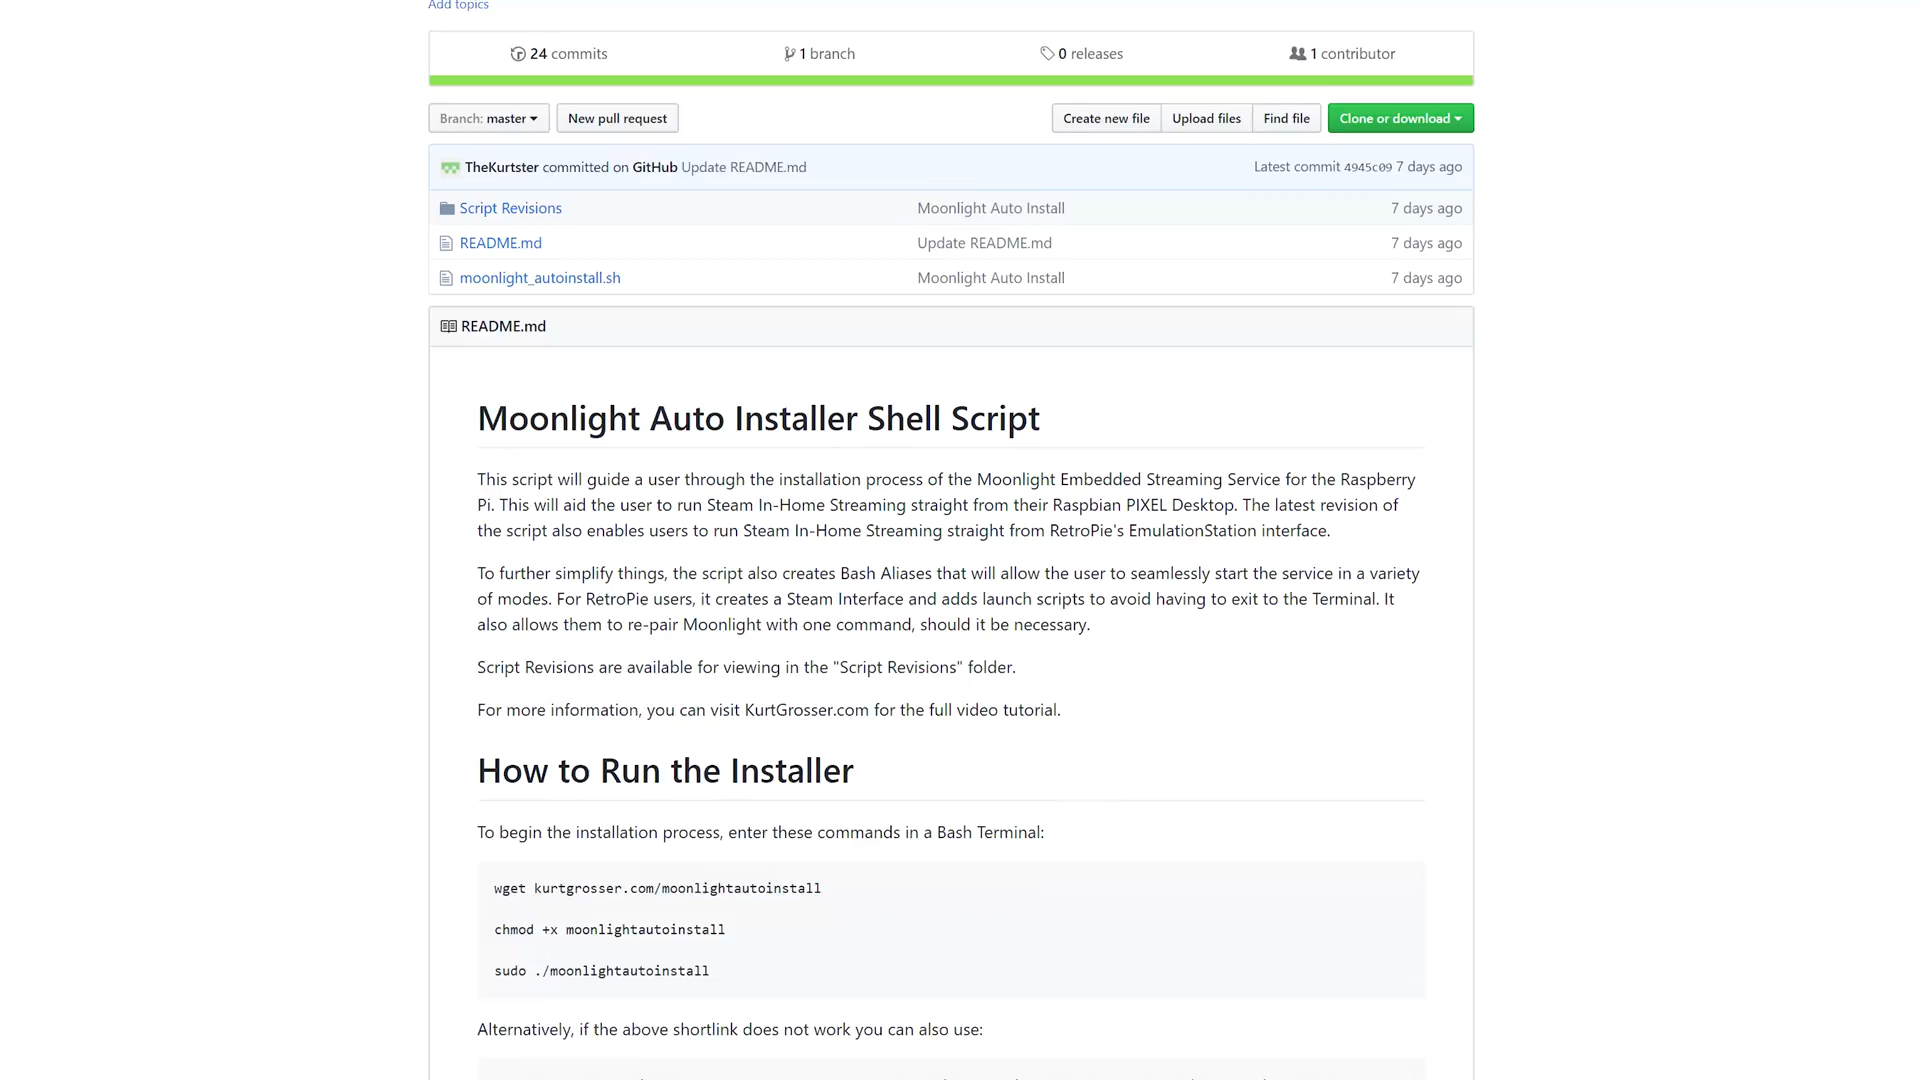 Add topics
24 commits
1 branch
0 releases
1 contributor
Branch: master
New pull request
Create new file
Upload files
Find file
Clone or download
TheKurtster committed on GitHub Update README.md
Latest commit 4945c09 7 days ago
Script Revisions
Moonlight Auto Install
7 days ago
README.md
Update README.md
7 days ago
moonlight_autoinstall.sh
Moonlight Auto Install
7 days ago
README.md
Moonlight Auto Installer Shell Script
This script will guide a user through the installation process of the Moonlight Embedded Streaming Service for the Raspberry
Pi. This will aid the user to run Steam In-Home Streaming straight from their Raspbian PIXEL Desktop. The latest revision of
the script also enables users to run Steam In-Home Streaming straight from RetroPie's EmulationStation interface.
To further simplify things, the script also creates Bash Aliases that will allow the user to seamlessly start the service in a variety
of modes. For RetroPie users, it creates a Steam Interface and adds launch scripts to avoid having to exit to the Terminal. It
also allows them to re-pair Moonlight with one command, should it be necessary.
Script Revisions are available for viewing in the "Script Revisions" folder.
For more information, you can visit KurtGrosser.com for the full video tutorial.
How to Run the Installer
To begin the installation process, enter these commands in a Bash Terminal:
wget kurtgrosser.com/moonlightautoinstall
chmod +x moonlightautoinstall
sudo ./moonlightautoinstall
Alternatively, if the above shortlink does not work you can also use: